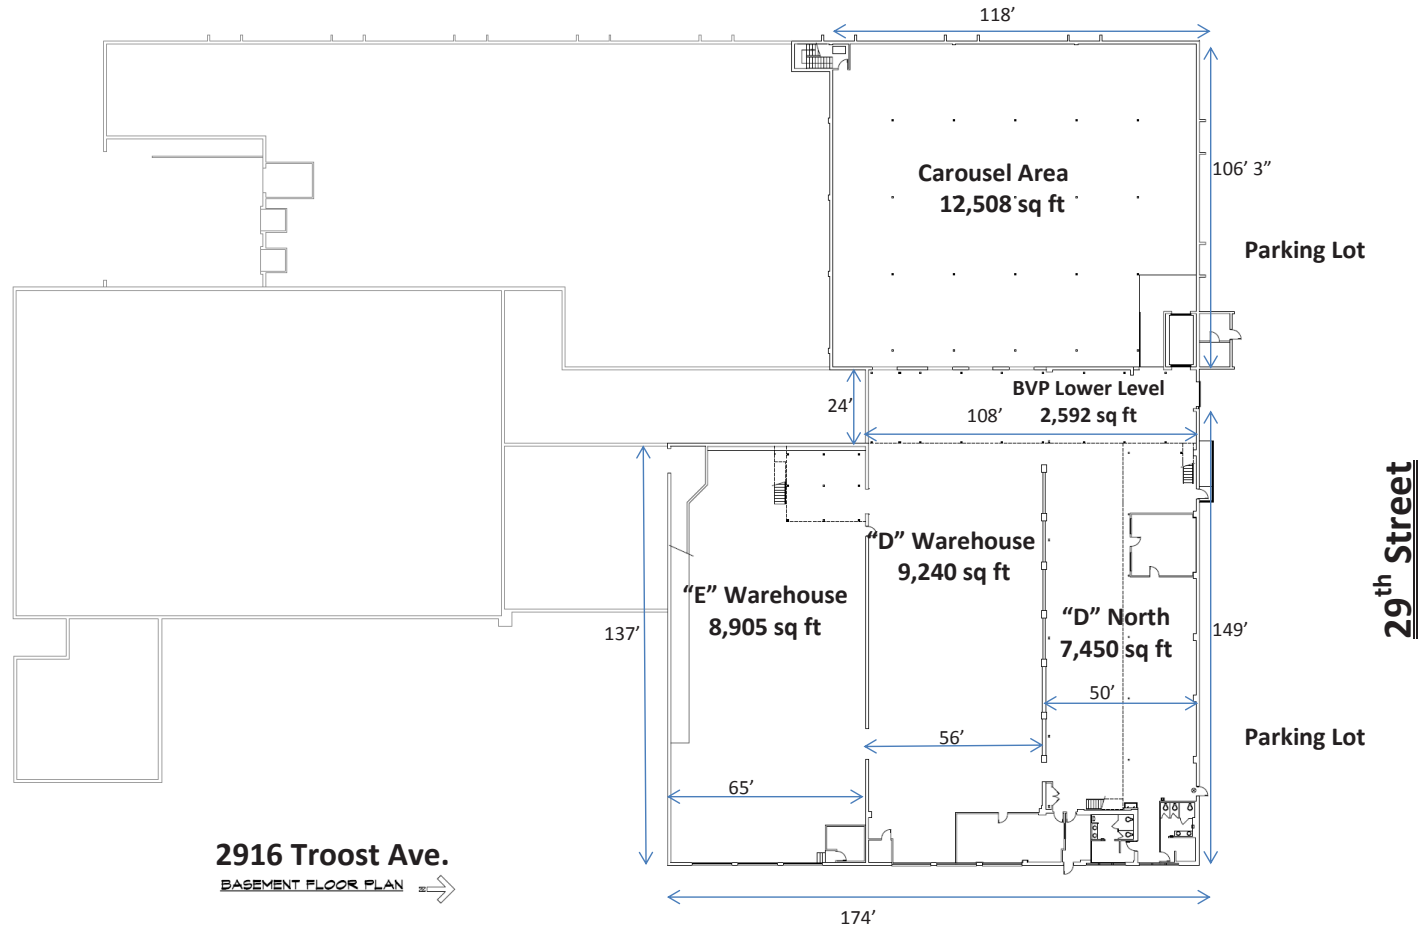 118’
Carousel Area
12,508 sq ft
106’ 3”
Parking Lot
BVP Lower Level
2,592 sq ft
24’
108’
“D” Warehouse
9,240 sq ft
“E” Warehouse
8,905 sq ft
“D” North
7,450 sq ft
137’
149’
29th Street
50’
56’
Parking Lot
65’
2916 Troost Ave.
BASEMENT FLOOR PLAN
174’